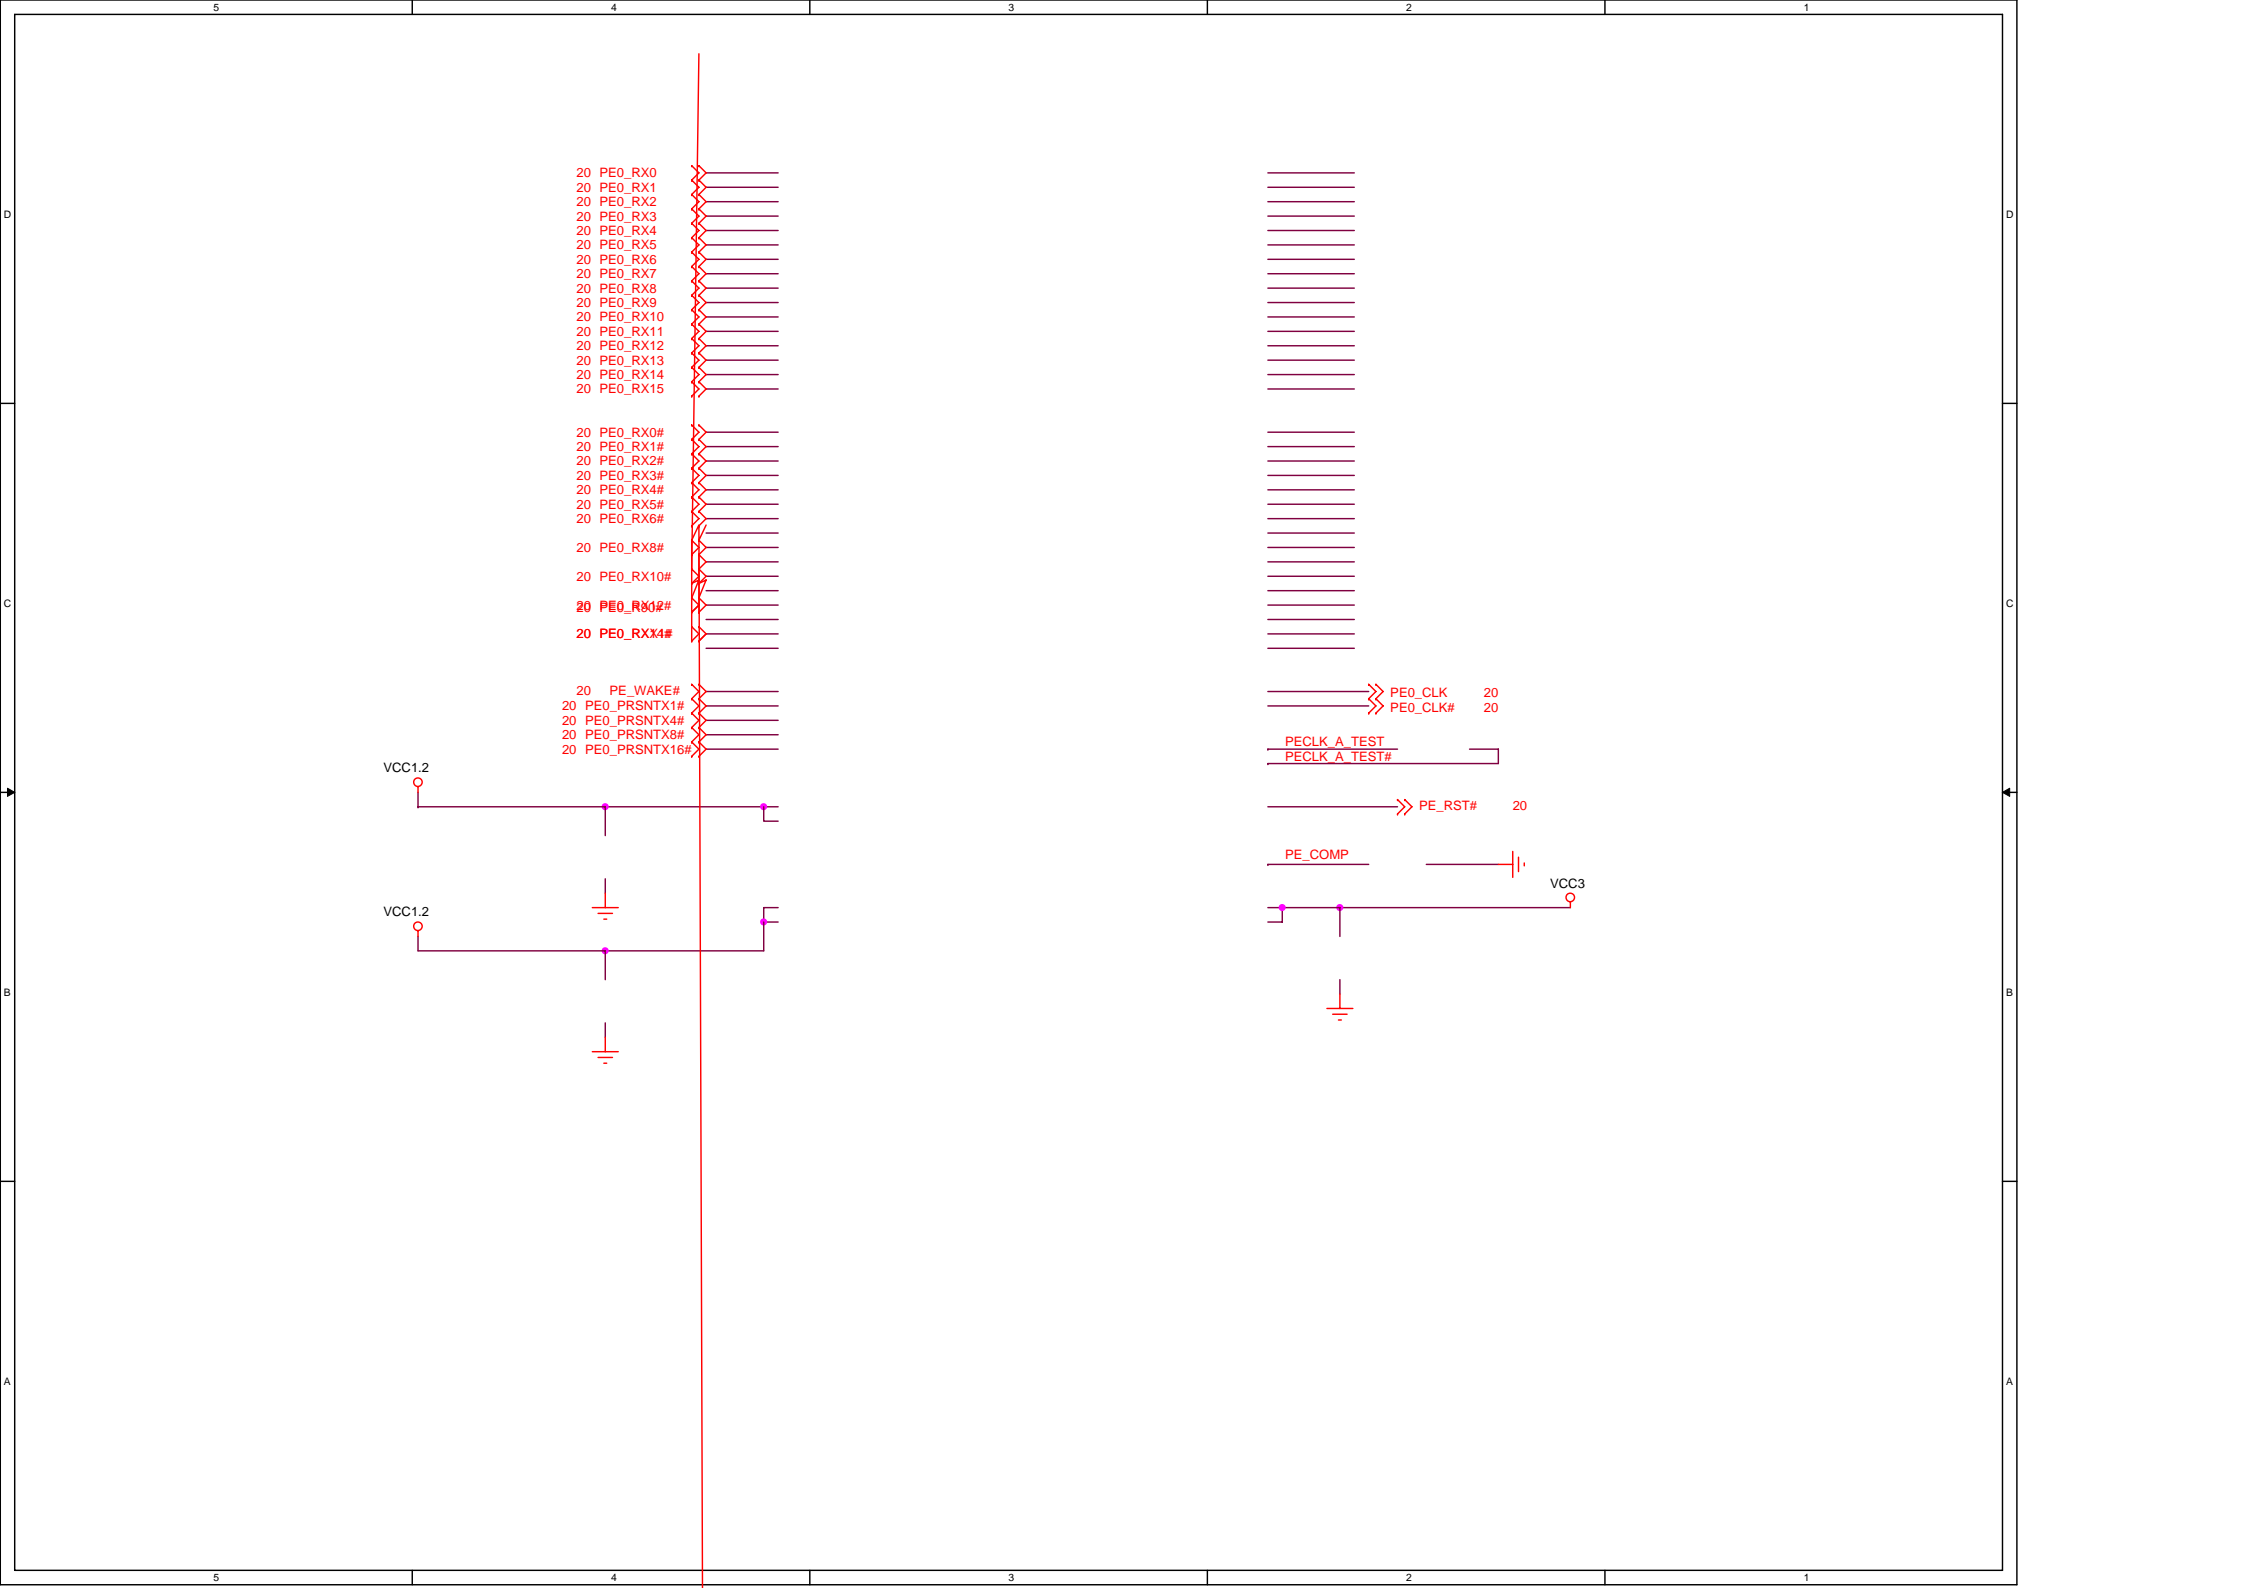 5 4 3 2 1
20 PE0_RX0
20 PE0_RX1
20 PE0_RX2
D D
20 PE0_RX3
20 PE0_RX4
20 PE0_RX5
20 PE0_RX6
20 PE0_RX7
20 PE0_RX8
20 PE0_RX9
20 PE0_RX10
20 PE0_RX11
20 PE0_RX12
20 PE0_RX13
20 PE0_RX14
20 PE0_RX15
20 PE0_RX0#
20 PE0_RX1#
20 PE0_RX2#
20 PE0_RX3#
20 PE0_RX4#
20 PE0_RX5#
20 PE0_RX6#
20 PE0_RX8#
20 PE0_RX10#
C C
20 PE0_RX12#
20
20 PE_WAKE# PE0_CLK 20
20 PE0_PRSNTX1# PE0_CLK# 20
20 PE0_PRSNTX4#
20 PE0_PRSNTX8# PECLK_A_TEST
20 PE0_PRSNTX16# PECLK_A_TEST#
VCC1.2
PE_RST# 20
PE_COMP
VCC3
VCC1.2
B B
A A
5 4 3 2 1